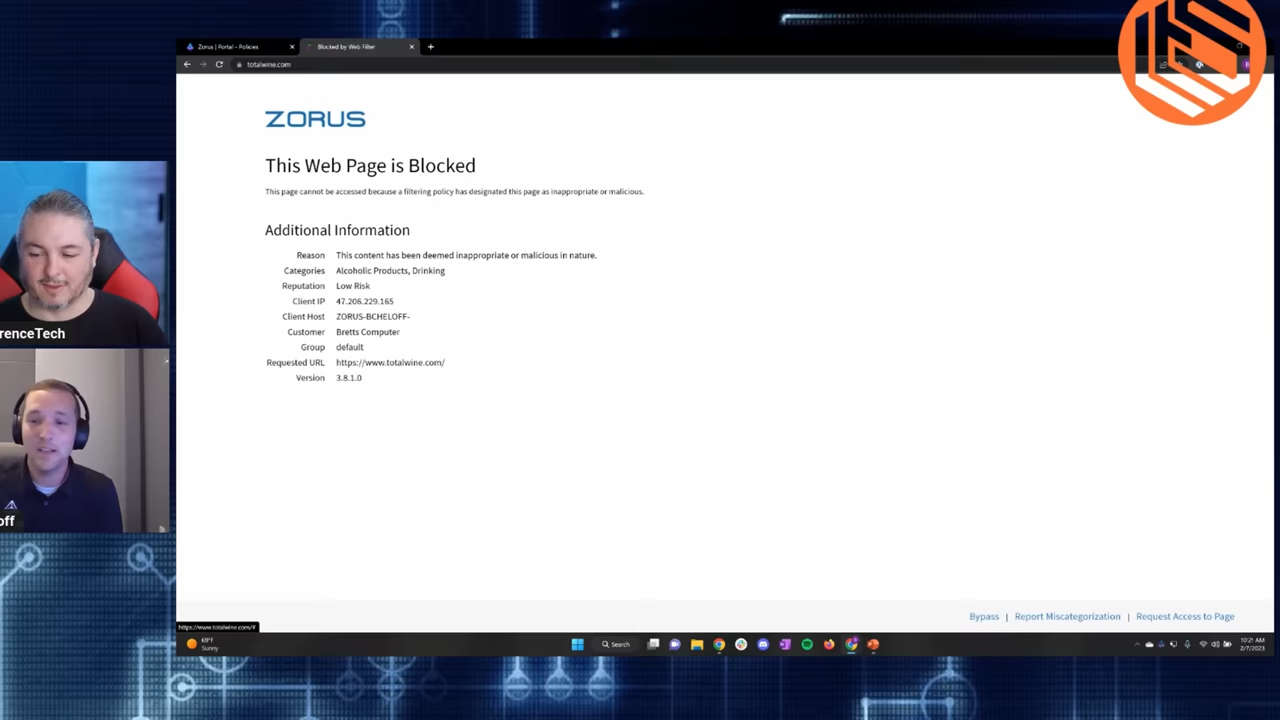 Zorus | Portal - Policies
Blocked by Web Filter
totalwine.com
ZORUS
This Web Page is Blocked
This page cannot be accessed because a filtering policy has designated this page as inappropriate or malicious.
Additional Information
Reason This content has been deemed inappropriate or malicious in nature.
Categories Alcoholic Products, Drinking
Reputation Low Risk
Client IP 47.206.229.165
Client Host ZORUS-BCHELOFF-
Customer Bretts Computer
Group default
Requested URL https://www.totalwine.com/
Version 3.8.1.0
renceTech
off
Bypass | Report Miscategorization | Request Access to Page
https://www.totalwine.com/#
69°F
Sunny
Search
10:21 AM
2/7/2023